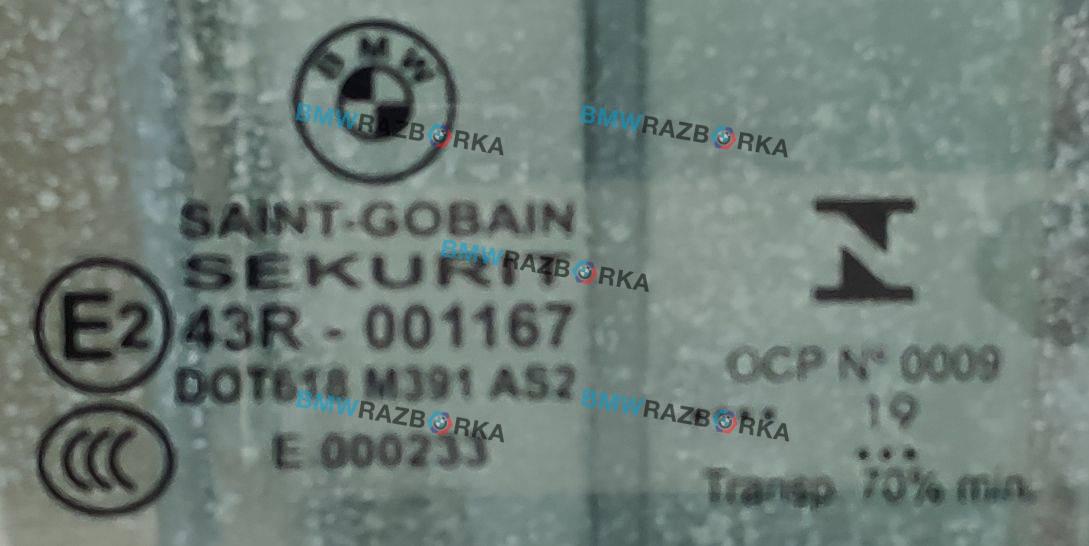 BMW
SAINT-GOBAIN
SEKURIT
E2
43R - 001167
DOT618 M391 AS2
E 000233
CCC
OCP N° 0009
19
...
Transp. 70% min.
BMWRAZBORKA
BMWRAZBORKA
BMWRAZBORKA
BMWRAZBORKA
BMWRAZBORKA